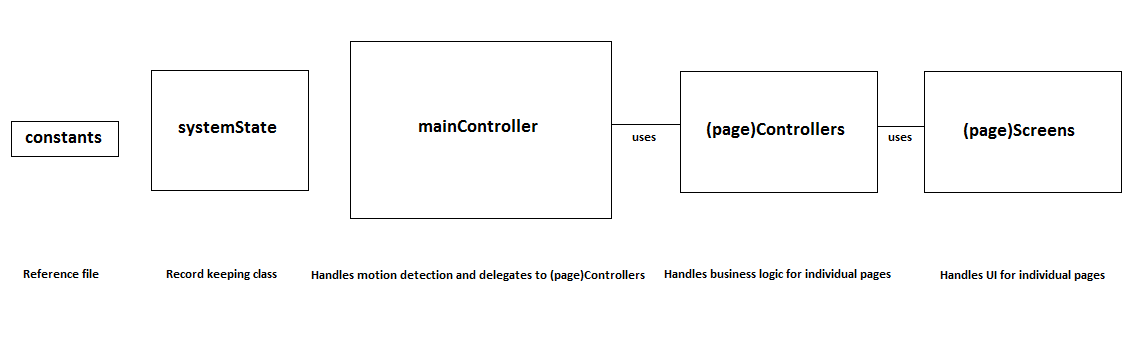 constants
systemState
mainController
uses
(page)Controllers
uses
(page)Screens
Reference file
Record keeping class
Handles motion detection and delegates to (page)Controllers
Handles business logic for individual pages
Handles UI for individual pages